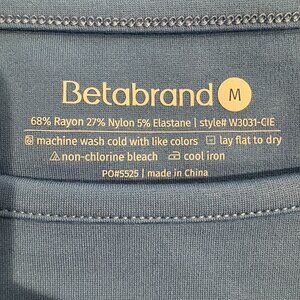 Betabrand M
68% Rayon 27% Nylon 5% Elastane | style# W3031-CIE
machine wash cold with like colors lay flat to dry
non-chlorine bleach cool iron
PO#5525 | made in China